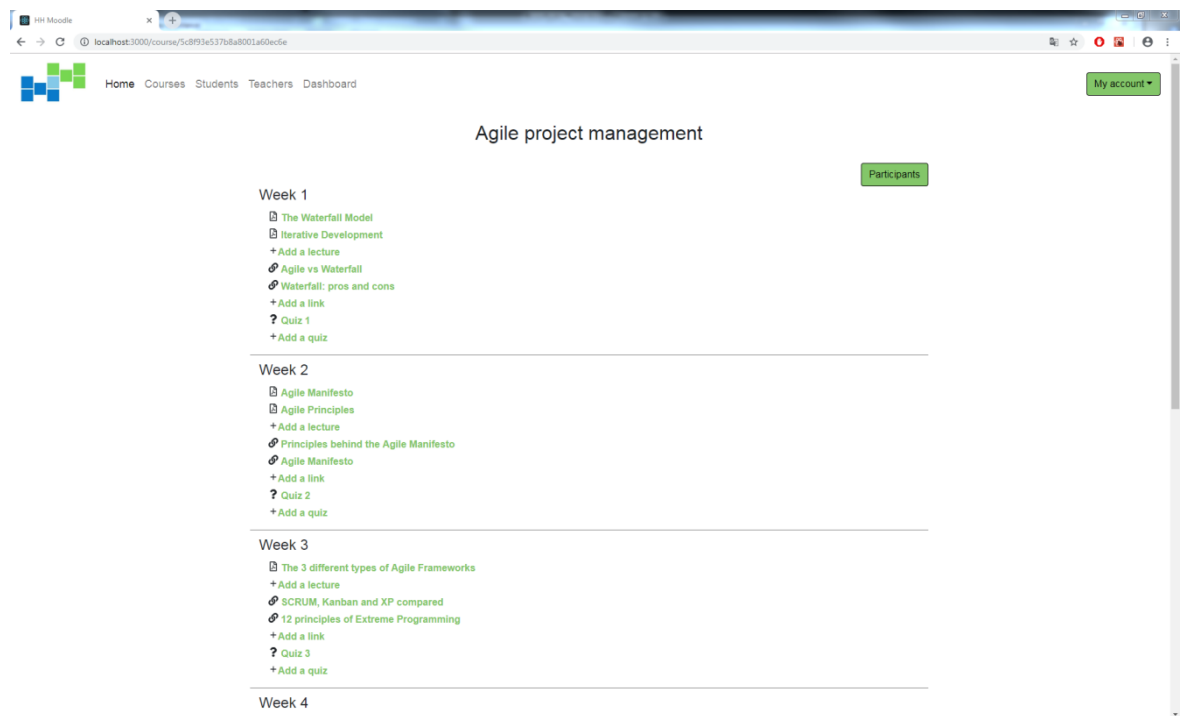 HH Moodle
localhost:3000/course/5c8f93e537b8a8001a60ec6e
Home Courses Students Teachers Dashboard
My account
Agile project management
Participants
Week 1
The Waterfall Model
Iterative Development
+Add a lecture
Agile vs Waterfall
Waterfall: pros and cons
+Add a link
? Quiz 1
+Add a quiz
Week 2
Agile Manifesto
Agile Principles
+Add a lecture
Principles behind the Agile Manifesto
Agile Manifesto
+Add a link
? Quiz 2
+Add a quiz
Week 3
The 3 different types of Agile Frameworks
+Add a lecture
SCRUM, Kanban and XP compared
12 principles of Extreme Programming
+Add a link
? Quiz 3
+Add a quiz
Week 4